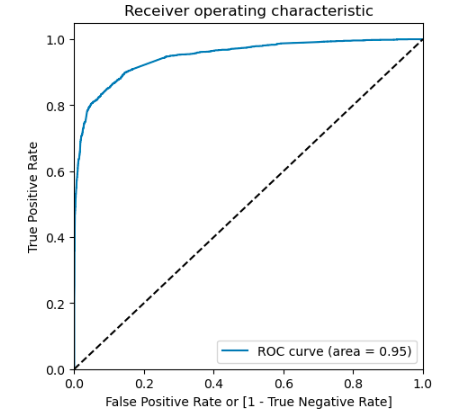 Receiver operating characteristic
True Positive Rate
1.0
0.8
0.6
0.4
0.2
0.0
0.0 0.2 0.4 0.6 0.8 1.0
ROC curve (area = 0.95)
False Positive Rate or [1 - True Negative Rate]